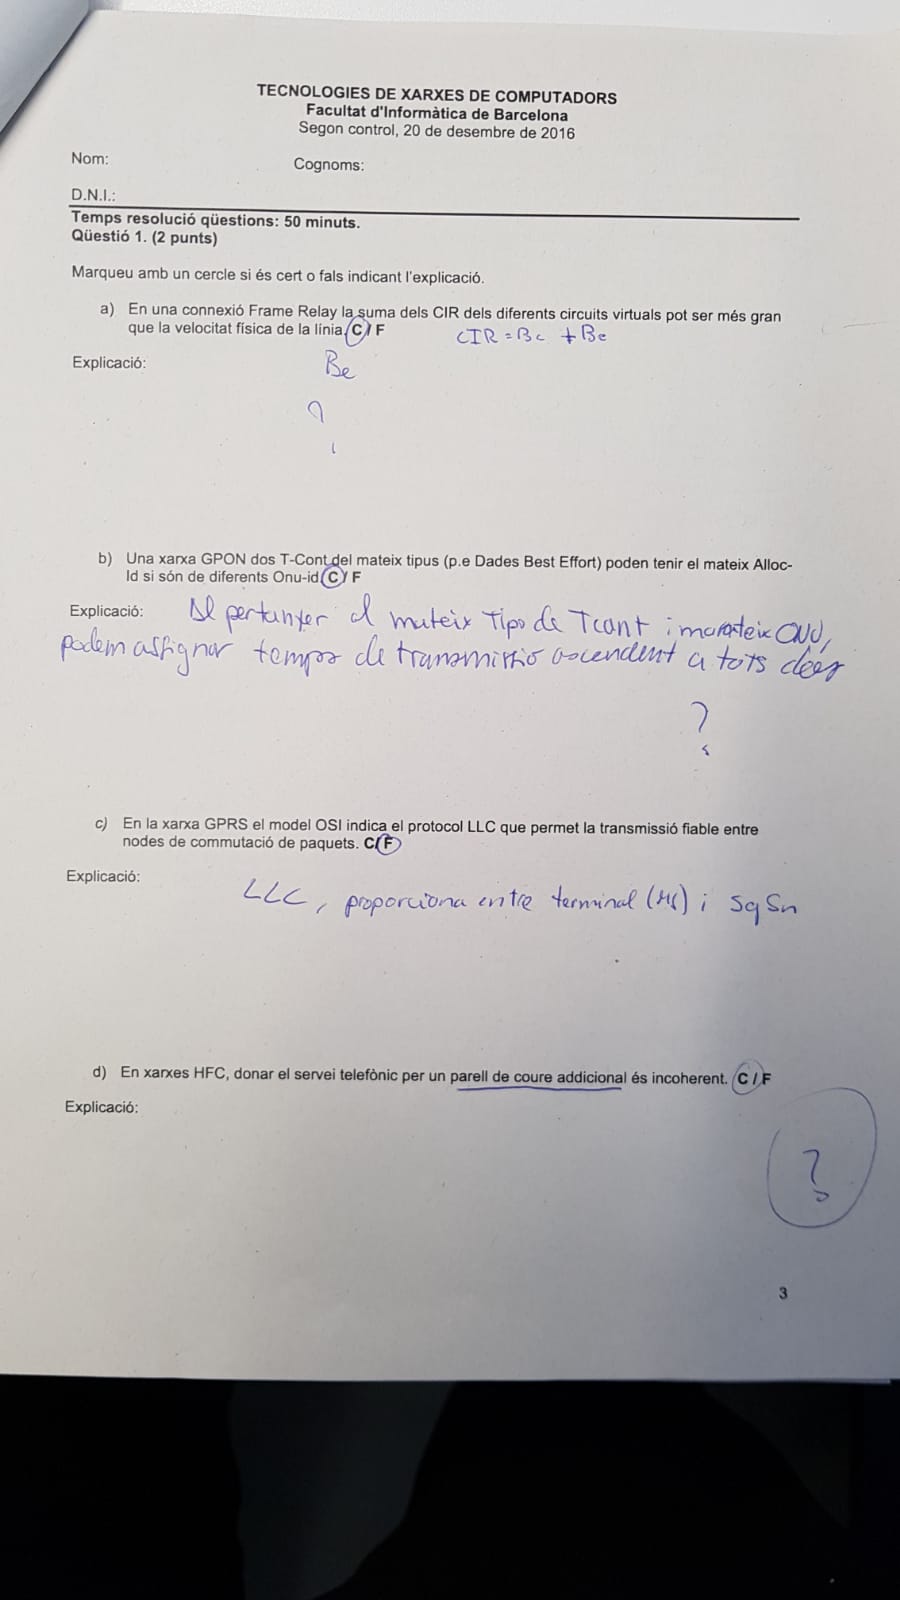 TECNOLOGIES DE XARXES DE COMPUTADORS
Facultat d'Informàtica de Barcelona
Segon control, 20 de desembre de 2016
Nom: Cognoms:
D.N.I.:
Temps resolució qüestions: 50 minuts.
Qüestió 1. (2 punts)
Marqueu amb un cercle si és cert o fals indicant l'explicació.
a) En una connexió Frame Relay la suma dels CIR dels diferents circuits virtuals pot ser més gran
que la velocitat física de la línia. C / F CIR = Bc + Be
Explicació: Be
?
b) Una xarxa GPON dos T-Cont del mateix tipus (p.e Dades Best Effort) poden tenir el mateix Alloc-
Id si són de diferents Onu-id C / F
Explicació: Al pertanyer al mateix Tipo de Tcont i mateix ONU,
podem assignar temps de transmissio ascendent a tots
?
c) En la xarxa GPRS el model OSI indica el protocol LLC que permet la transmissió fiable entre
nodes de commutació de paquets. C/F
Explicació:
LLC, proporciona entre terminal (MS) i SgSn
d) En xarxes HFC, donar el servei telefònic per un parell de coure addicional és incoherent. C / F
Explicació:
?
3